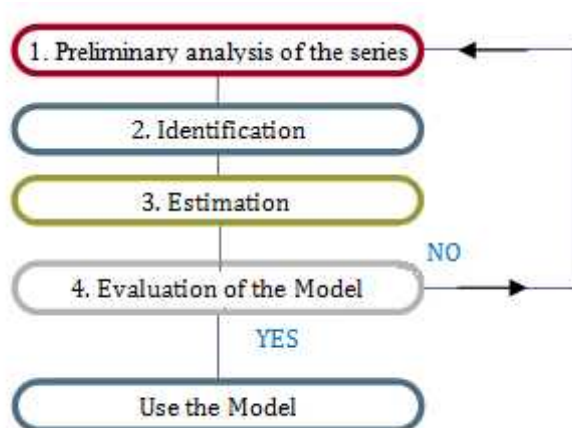 1. Preliminary analysis of the series
2. Identification
3. Estimation
NO
4. Evaluation of the Model
YES
Use the Model